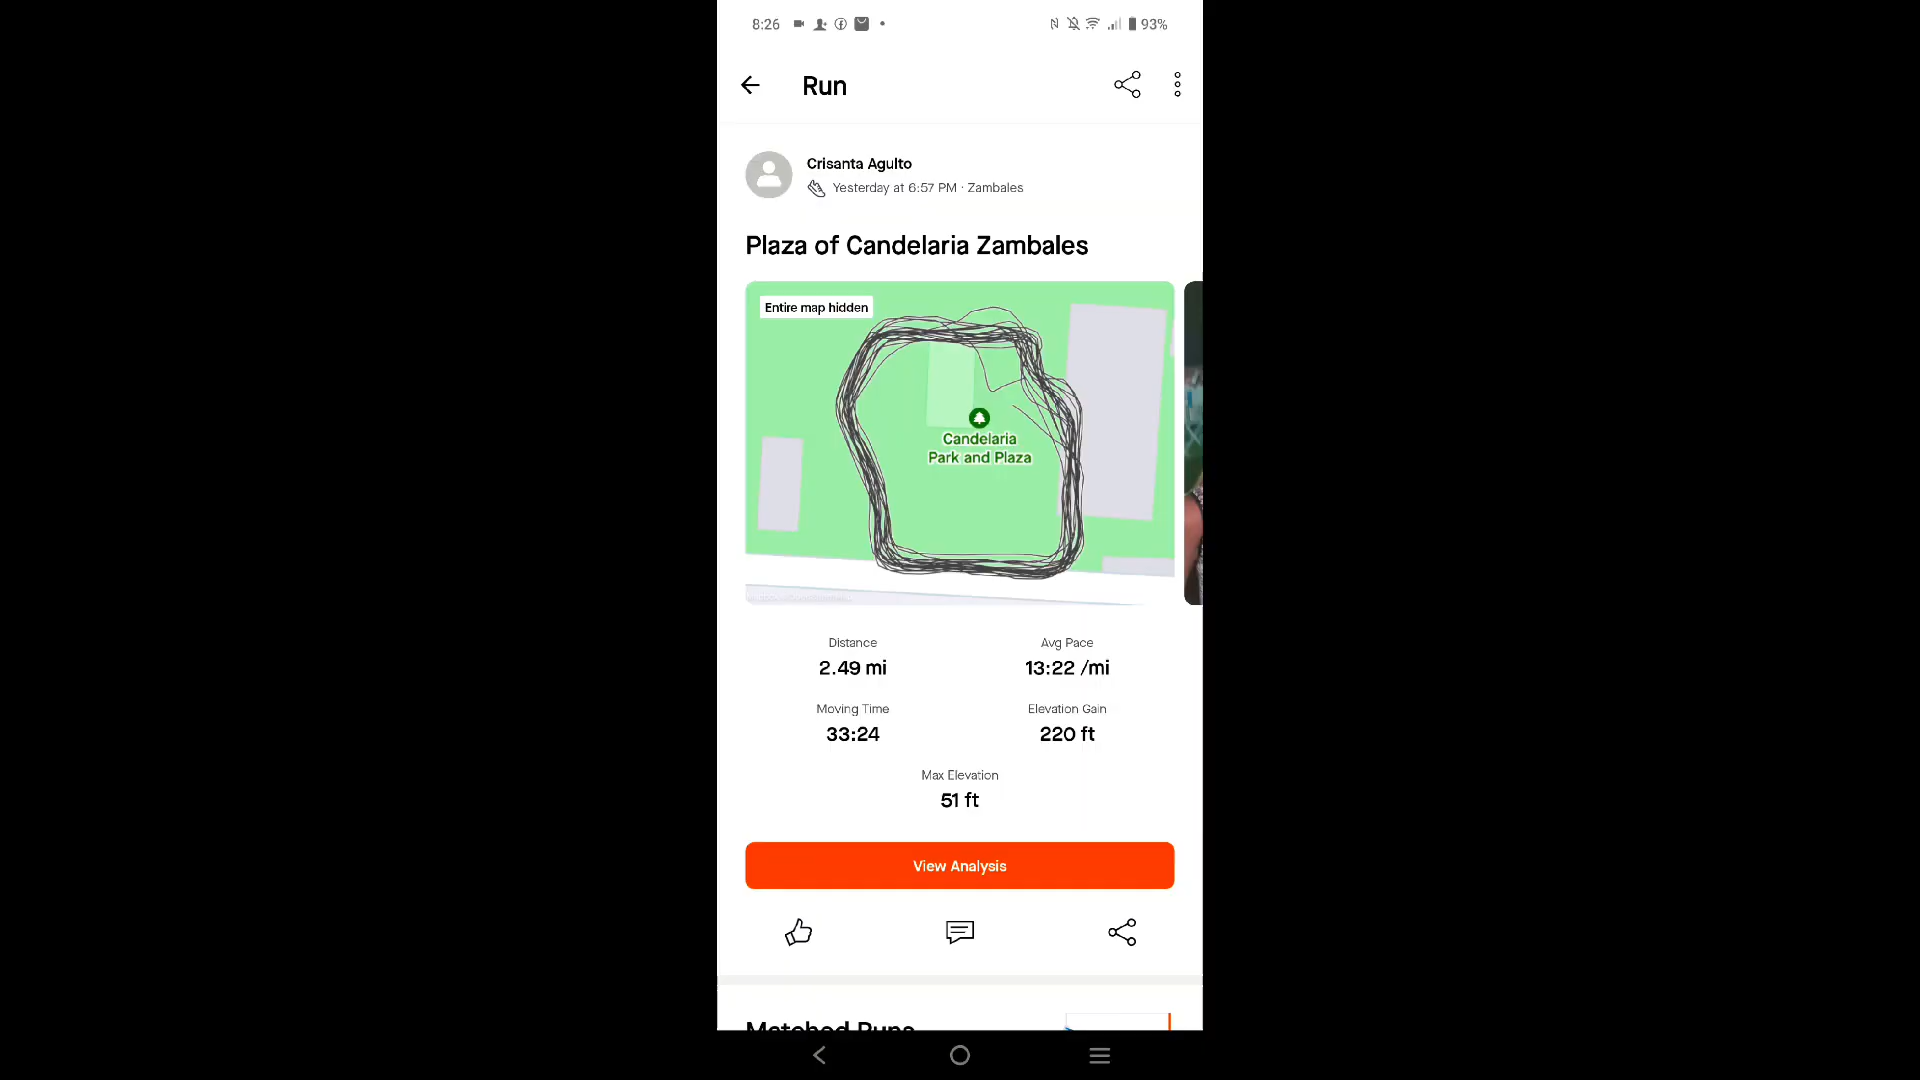 8:26
93%
Run
Crisanta Agulto
Yesterday at 6:57 PM · Zambales
Plaza of Candelaria Zambales
Entire map hidden
Candelaria
Park and Plaza
Distance
2.49 mi
Avg Pace
13:22 /mi
Moving Time
33:24
Elevation Gain
220 ft
Max Elevation
51 ft
View Analysis
Matched Runs